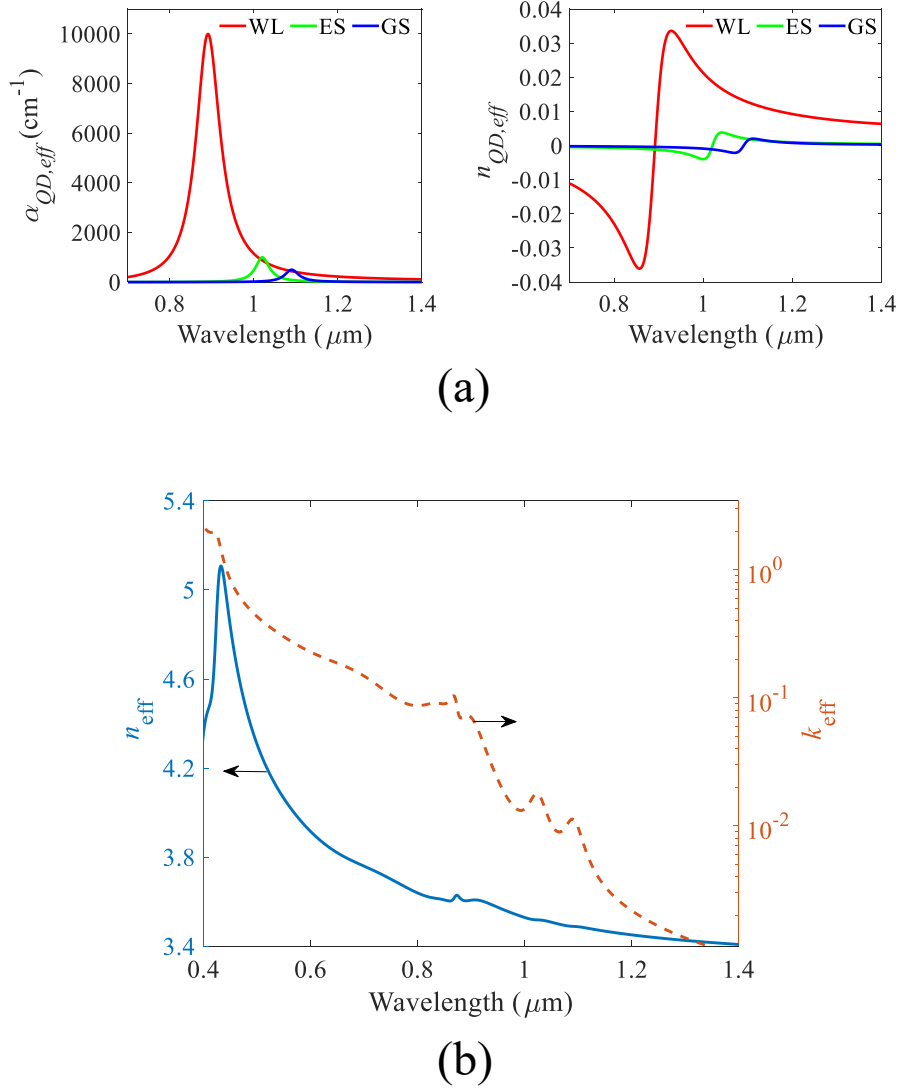 WL ES GS
α_QD,eff (cm⁻¹)
10000
8000
6000
4000
2000
0
0.8 1 1.2 1.4
Wavelength (μm)
WL ES GS
n_QD,eff
0.04
0.03
0.02
0.01
0
-0.01
-0.02
-0.03
-0.04
0.8 1 1.2 1.4
Wavelength (μm)
(a)
n_eff
5.4
5
4.6
4.2
3.8
3.4
k_eff
10⁰
10⁻¹
10⁻²
0.4 0.6 0.8 1 1.2 1.4
Wavelength (μm)
(b)